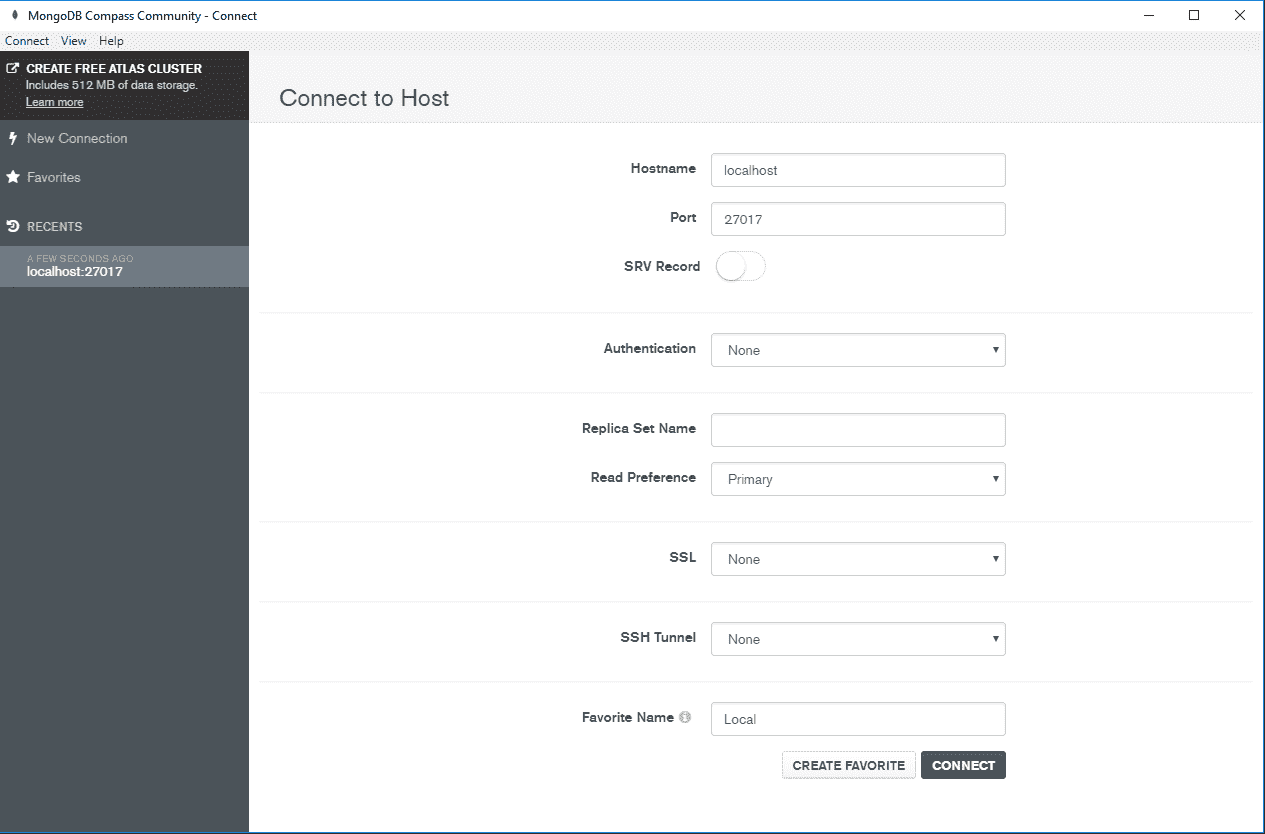 MongoDB Compass Community - Connect
Connect View Help
CREATE FREE ATLAS CLUSTER
Includes 512 MB of data storage.
Learn more
New Connection
Favorites
RECENTS
A FEW SECONDS AGO
localhost:27017
Connect to Host
Hostname localhost
Port 27017
SRV Record
Authentication None
Replica Set Name
Read Preference Primary
SSL None
SSH Tunnel None
Favorite Name Local
CREATE FAVORITE CONNECT